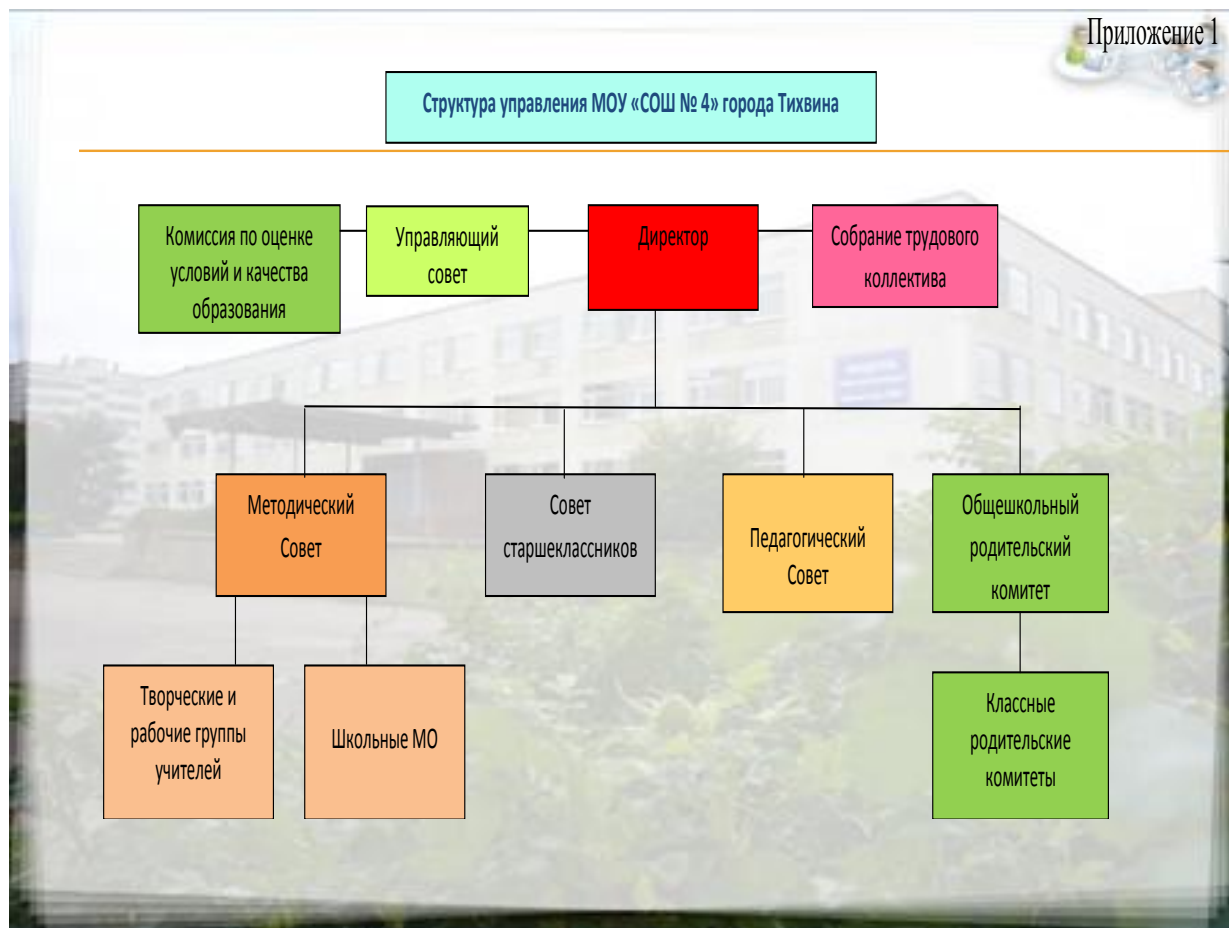 Приложение 1
Структура управления МОУ «СОШ № 4» города Тихвина
Комиссия по оценке
условий и качества
образования
Управляющий
совет
Директор
Собрание трудового
коллектива
Методический
Совет
Совет
старшеклассников
Педагогический
Совет
Общешкольный
родительский
комитет
Творческие и
рабочие группы
учителей
Школьные МО
Классные
родительские
комитеты